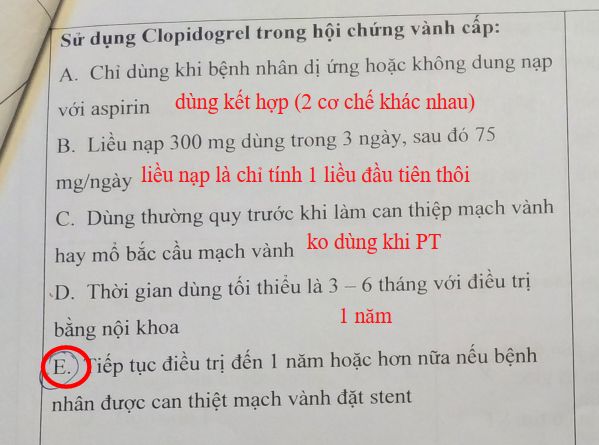 Sử dụng Clopidogrel trong hội chứng vành cấp:
A. Chỉ dùng khi bệnh nhân dị ứng hoặc không dung nạp
với aspirin dùng kết hợp (2 cơ chế khác nhau)
B. Liều nạp 300 mg dùng trong 3 ngày, sau đó 75
mg/ngày liều nạp là chỉ tính 1 liều đầu tiên thôi
C. Dùng thường quy trước khi làm can thiệp mạch vành
hay mổ bắc cầu mạch vành ko dùng khi PT
D. Thời gian dùng tối thiểu là 3 – 6 tháng với điều trị
bằng nội khoa 1 năm
E. Tiếp tục điều trị đến 1 năm hoặc hơn nữa nếu bệnh
nhân được can thiệt mạch vành đặt stent